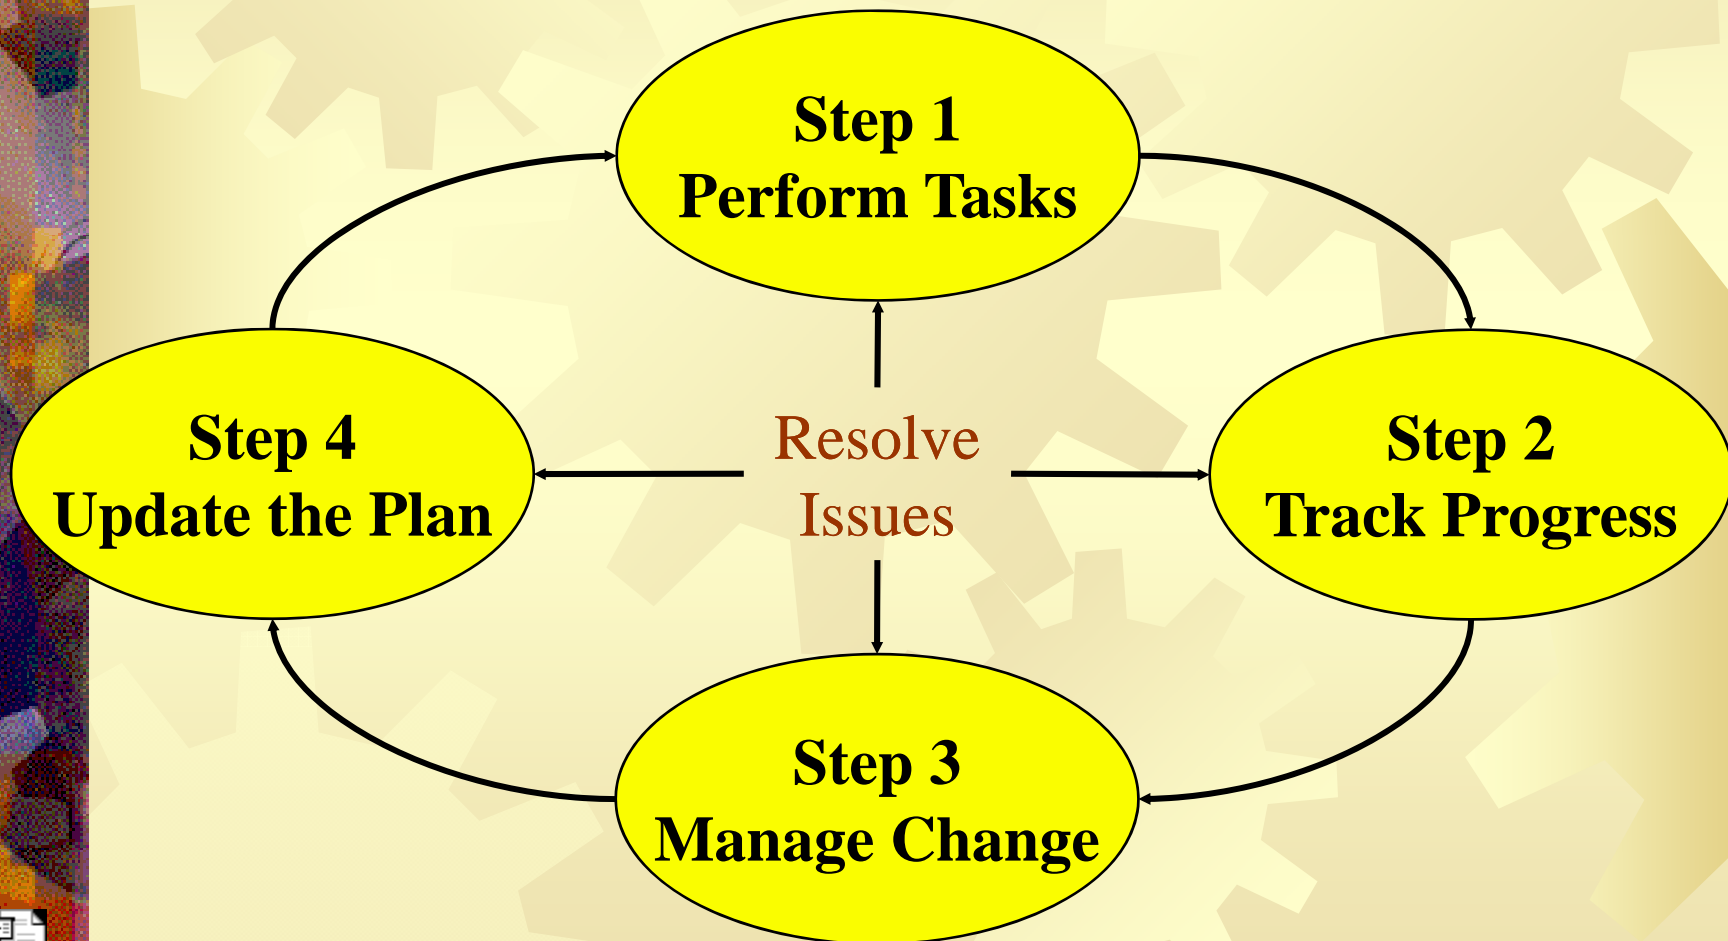 Step 1
Perform Tasks
Step 4
Update the Plan
Resolve
Issues
Step 2
Track Progress
Step 3
Manage Change